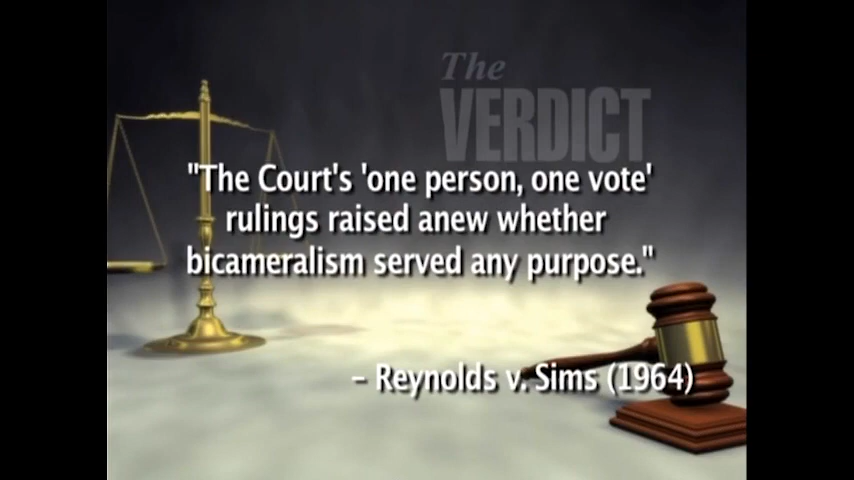 The
VERDICT
"The Court's 'one person, one vote'
rulings raised anew whether
bicameralism served any purpose."
– Reynolds v. Sims (1964)